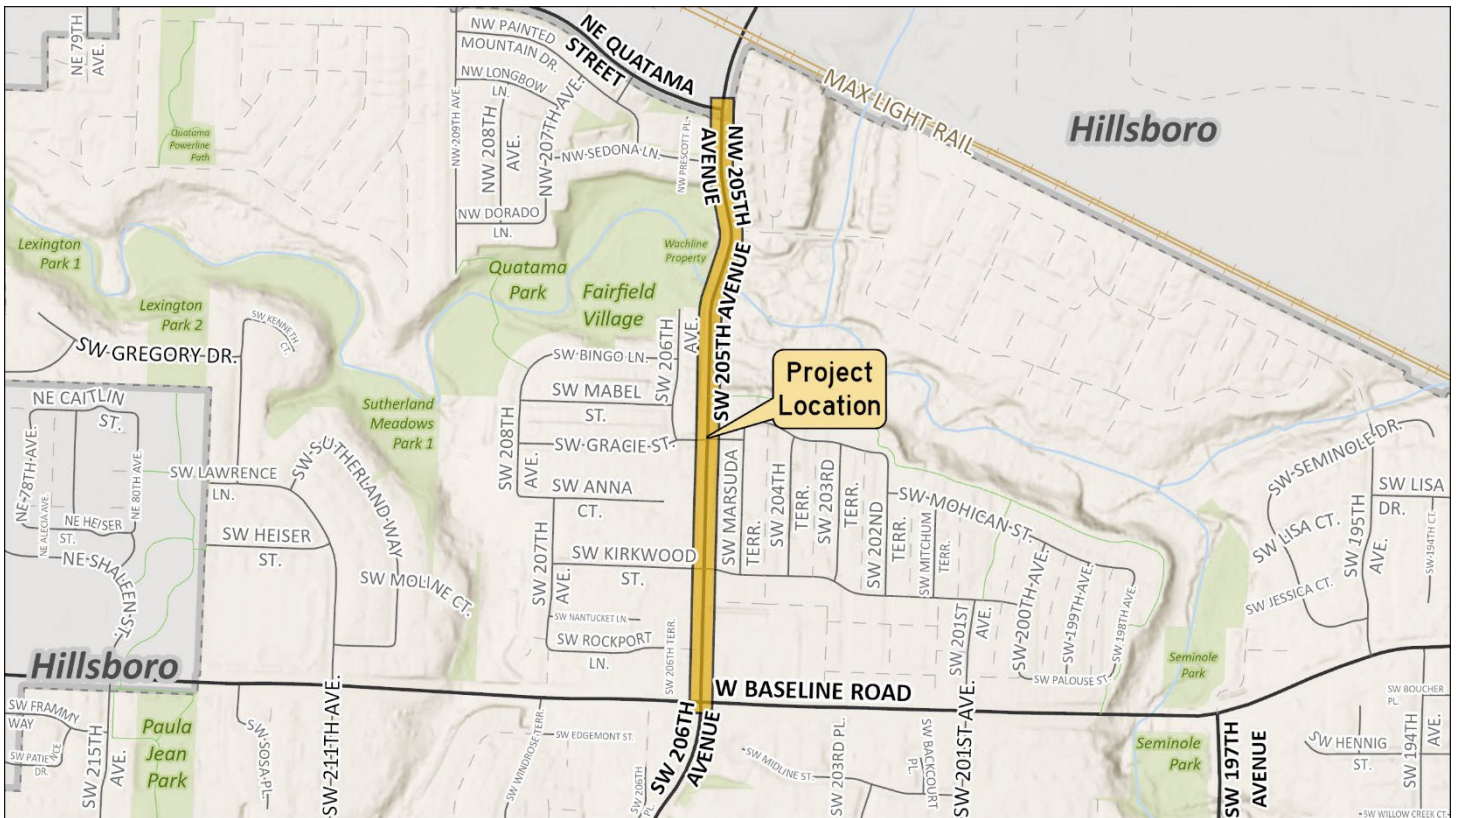 NE 79TH
AVE.
NW PAINTED
MOUNTAIN DR.
NE QUATAMA
STREET
NW LONGBOW
LN.
NW 209TH AVE.
NW 208TH
AVE.
NW 207TH AVE.
NW SEDONA LN.
NW PRESCOTT PL.
NW DORADO
LN.
NW 205TH
AVENUE
MAX LIGHT RAIL
Hillsboro
Quatama
Powerline
Path
Lexington
Park 1
Lexington
Park 2
Quatama
Park
Fairfield
Village
Wachline
Property
SW 205TH AVENUE
SW KENNETH
CT.
SW GREGORY DR.
SW 206TH
AVE.
SW BINGO LN.
SW MABEL
ST.
Project
Location
NE CAITLIN
ST.
Sutherland
Meadows
Park 1
SW 208TH
AVE.
SW GRACIE ST.
NE 78TH AVE.
NE ALECIA AVE.
NE 80TH AVE.
NE HEISER
ST.
NE SHALEEN ST.
SW LAWRENCE
LN.
SW SUTHERLAND WAY
SW HEISER
ST.
SW MOLINE CT.
SW ANNA
CT.
SW 207TH
AVE.
SW KIRKWOOD
ST.
SW NANTUCKET LN.
SW ROCKPORT
LN.
SW 206TH TERR.
SW MARSUDA
TERR.
SW 204TH
TERR.
SW 203RD
TERR.
SW 202ND
TERR.
SW MITCHUM
TERR.
SW MOHICAN ST.
SW 201ST
AVE.
SW 200TH AVE.
SW 199TH AVE.
SW 198TH AVE.
SW PALOUSE ST.
SW SEMINOLE DR.
SW LISA
DR.
SW LISA CT.
SW 195TH
AVE.
SW 194TH CT.
SW JESSICA CT.
Seminole
Park
Hillsboro
W BASELINE ROAD
SW FRAMMY
WAY
SW PATIENCE
DR.
SW 215TH
AVE.
Paula
Jean
Park
SW SOSA PL.
SW 211TH AVE.
SW WINDROSE TERR.
SW EDGEMONT ST.
SW 206TH
PL.
SW 206TH
AVENUE
SW MIDLINE ST.
SW 203RD PL.
SW BACKCOURT
PL.
SW 201ST AVE.
Seminole
Park
SW 197TH
AVENUE
SW HENNIG
ST.
SW BOUCHER
PL.
SW 194TH
AVE.
SW WILLOW CREEK CT.